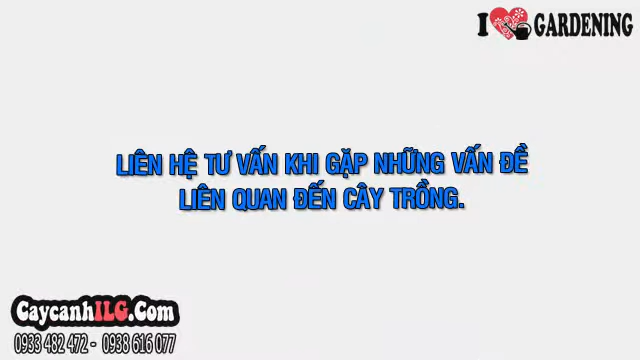 I GARDENING
LIÊN HỆ TƯ VẤN KHI GẶP NHỮNG VẤN ĐỀ
LIÊN QUAN ĐẾN CÂY TRỒNG.
CaycanhILG.Com
0933 482 472 - 0938 616 077